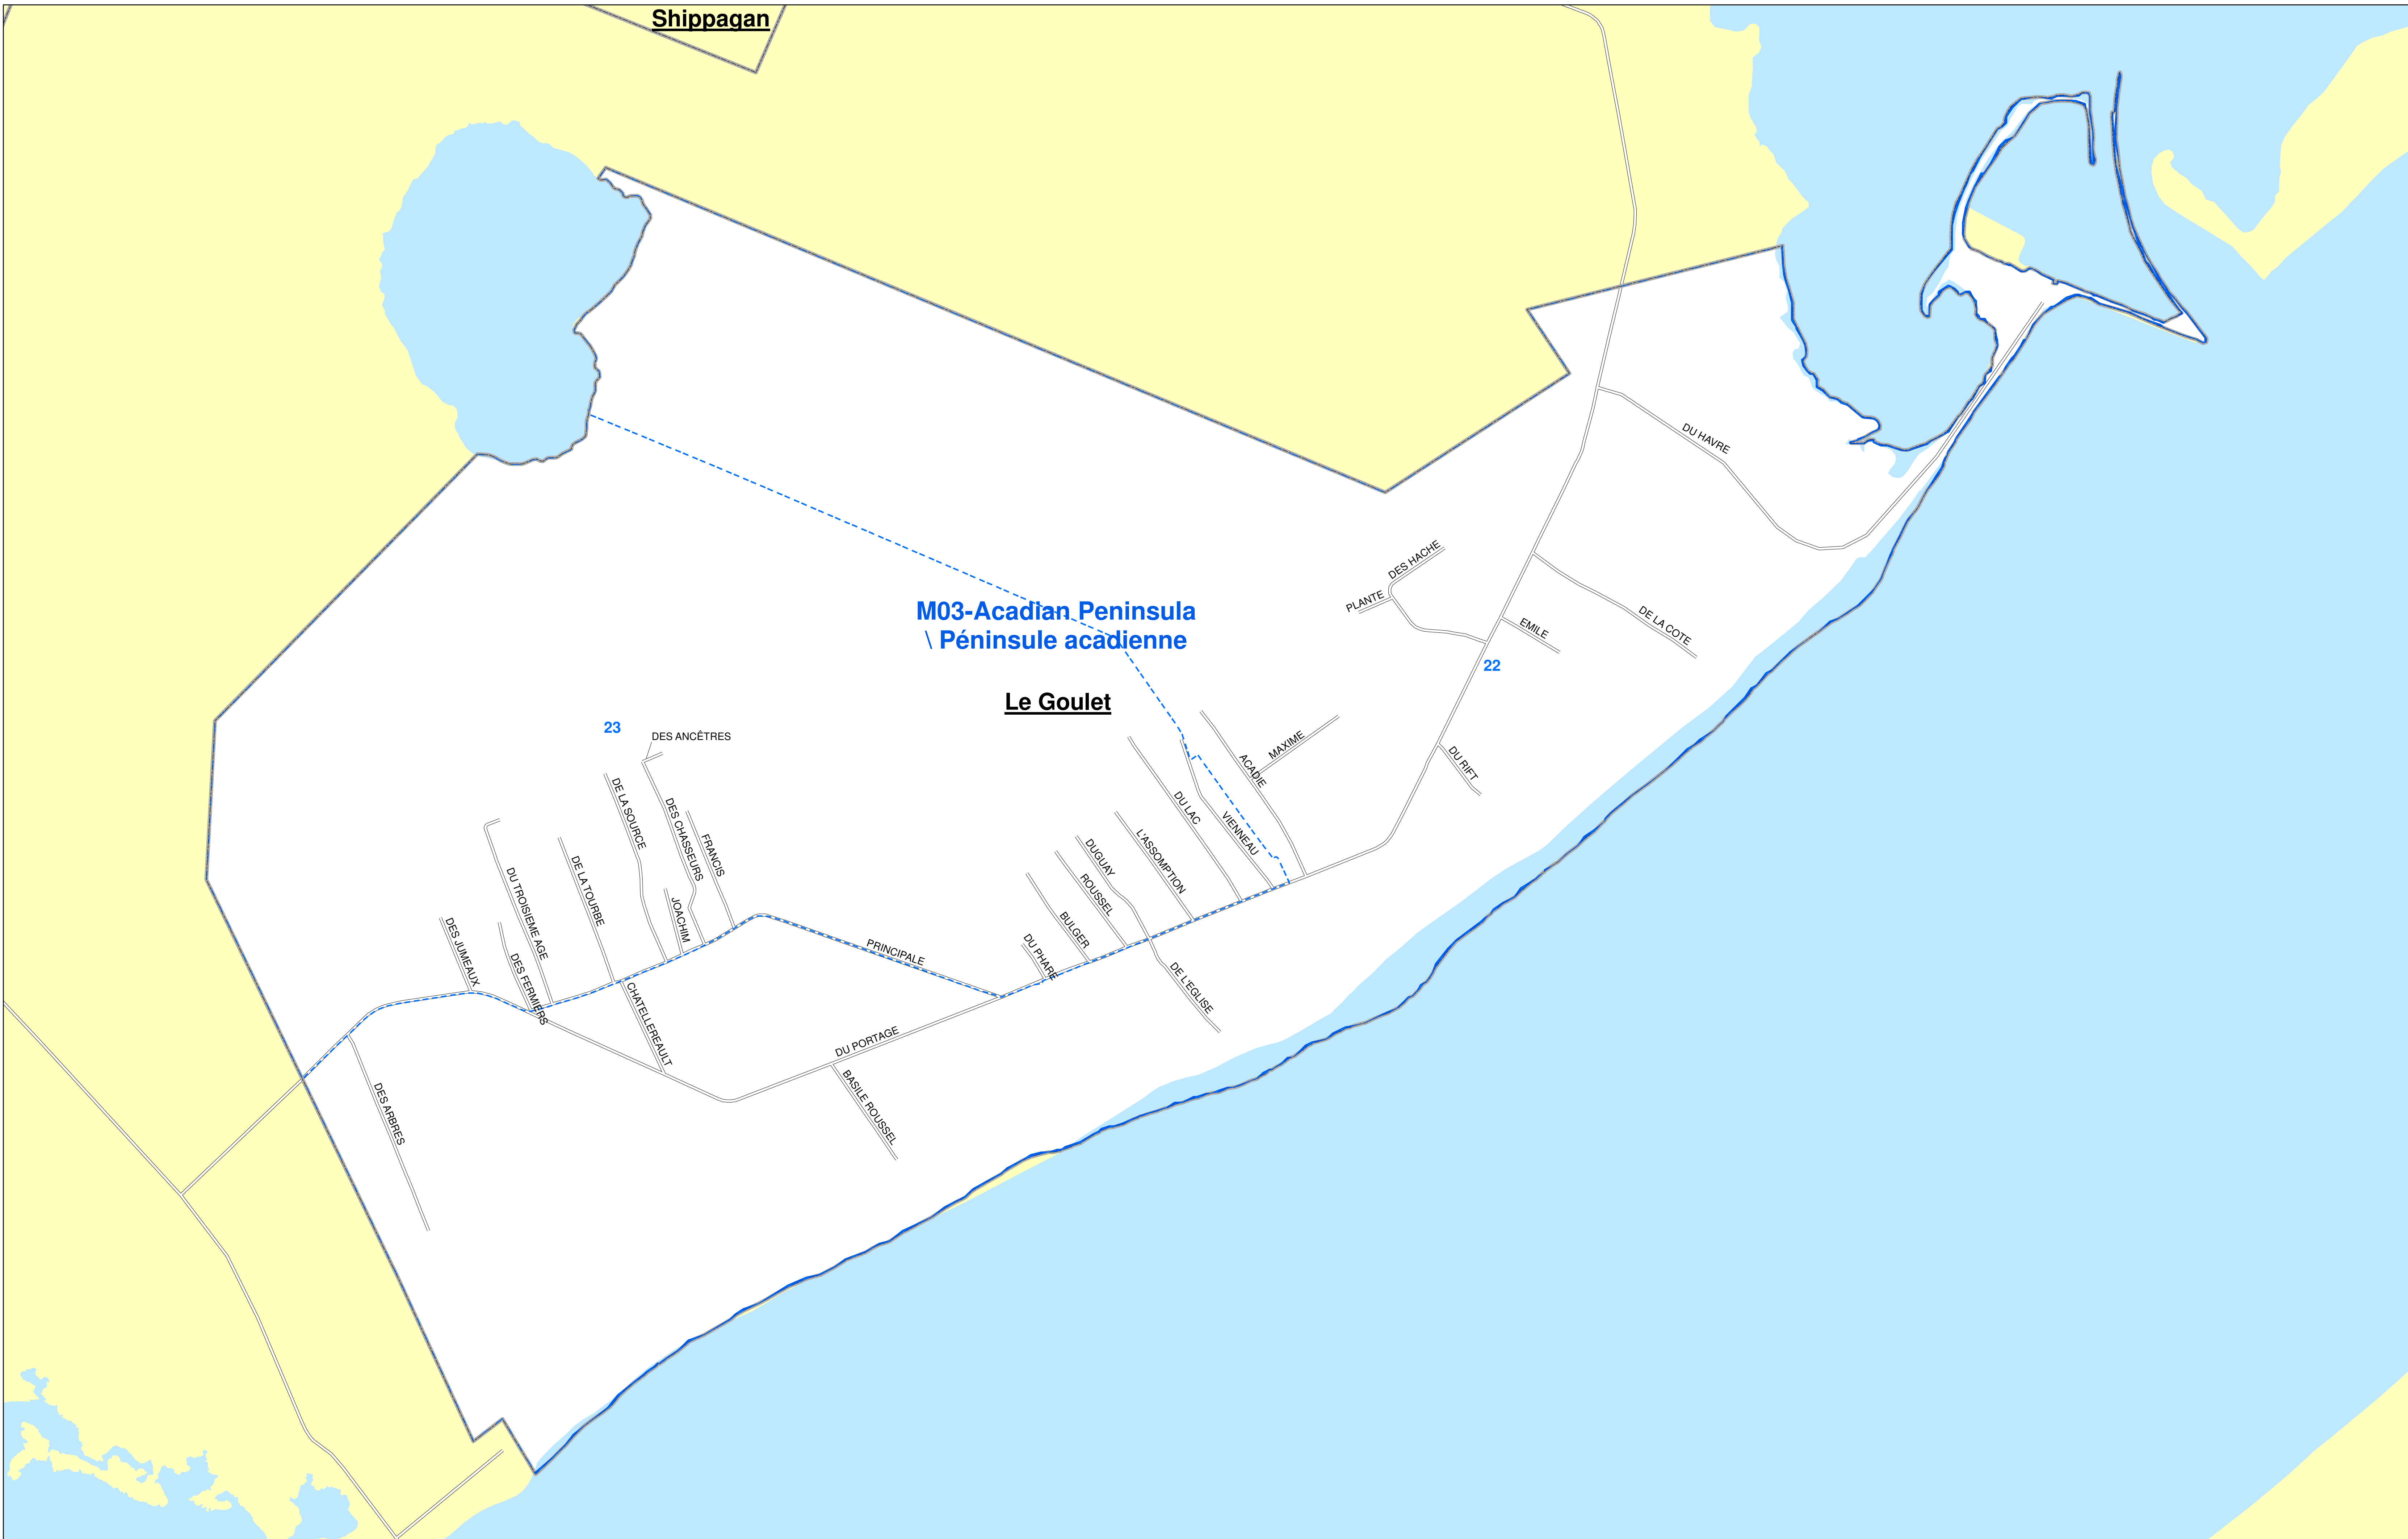 Shippagan
DU HAVRE
DES HACHE
PLANTE
EMILE
DE LA COTE
M03-Acadian Peninsula
\ Péninsule acadienne
22
Le Goulet
23
DES ANCÊTRES
MAXIME
ACADIE
DU RIFT
DE LA SOURCE
DES CHASSEURS
FRANCIS
DU LAC
VIENNEAU
L'ASSOMPTION
DUGUAY
ROUSSEL
BULGER
DU PHARE
DU TROISIEME AGE
DE LA TOURBE
JOACHIM
DES JUMEAUX
DES FERMIERS
PRINCIPALE
CHATELLEREAULT
DE L'EGLISE
DU PORTAGE
BASILE ROUSSEL
DES ARBRES